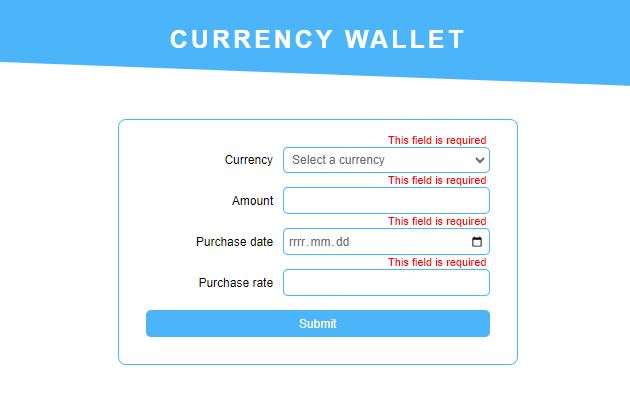 CURRENCY WALLET
This field is required
Currency Select a currency
This field is required
Amount
This field is required
Purchase date rrrr.mm.dd
This field is required
Purchase rate
Submit